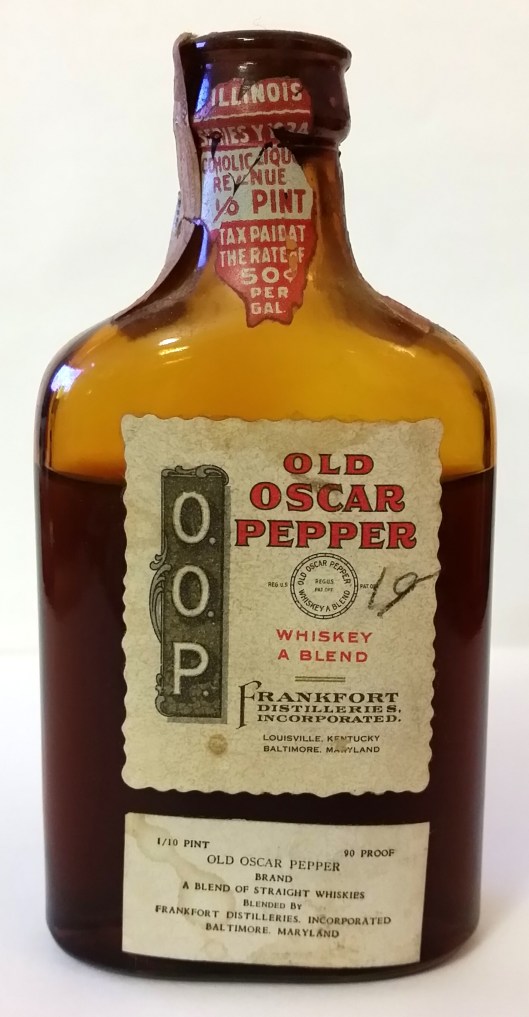 ILLINOIS
SERIES Y 1934
ALCOHOLIC LIQUOR
REVENUE
1/10 PINT
TAX PAID AT
THE RATE OF
50¢
PER
GAL.
O.
O.
P.
OLD
OSCAR
PEPPER
OLD OSCAR PEPPER
REG. U.S.
PAT. OFF.
WHISKEY A BLEND
REG U.S.
PAT OFF
19
WHISKEY
A BLEND
FRANKFORT
DISTILLERIES,
INCORPORATED.
LOUISVILLE, KENTUCKY
BALTIMORE, MARYLAND
1/10 PINT 90 PROOF
OLD OSCAR PEPPER
BRAND
A BLEND OF STRAIGHT WHISKIES
BLENDED BY
FRANKFORT DISTILLERIES, INCORPORATED
BALTIMORE, MARYLAND